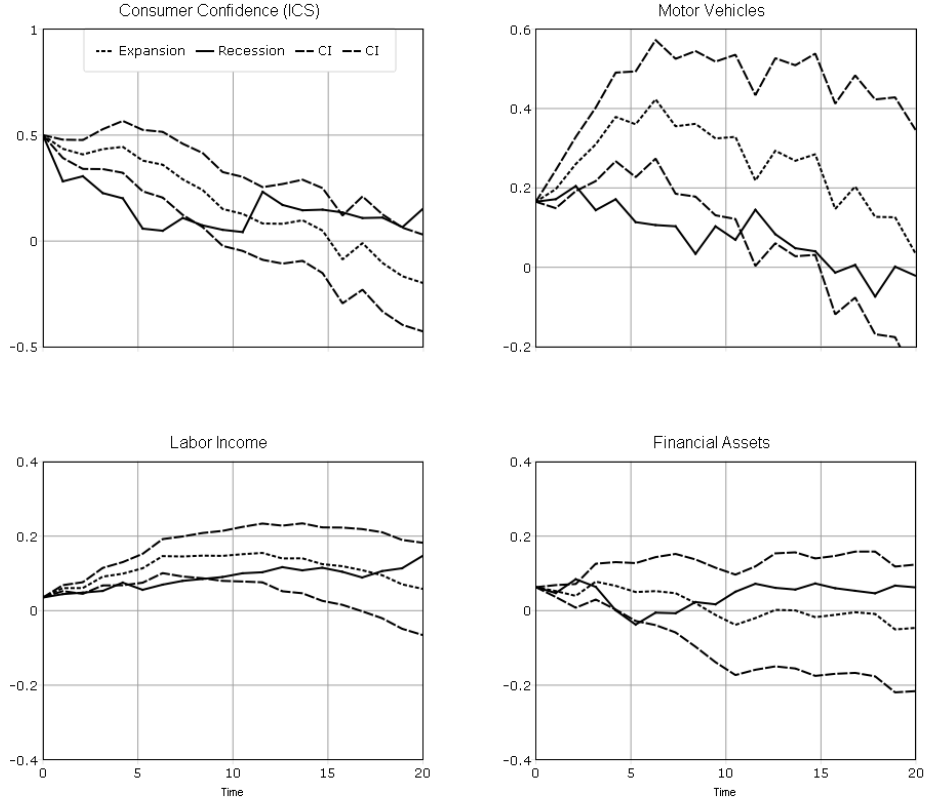 Consumer Confidence (ICS)
1
0.5
0
−0.5
Expansion Recession CI CI
Motor Vehicles
0.6
0.4
0.2
0
−0.2
Labor Income
0.4
0.2
0
−0.2
−0.4
0 5 10 15 20
Time
Financial Assets
0.4
0.2
0
−0.2
−0.4
0 5 10 15 20
Time